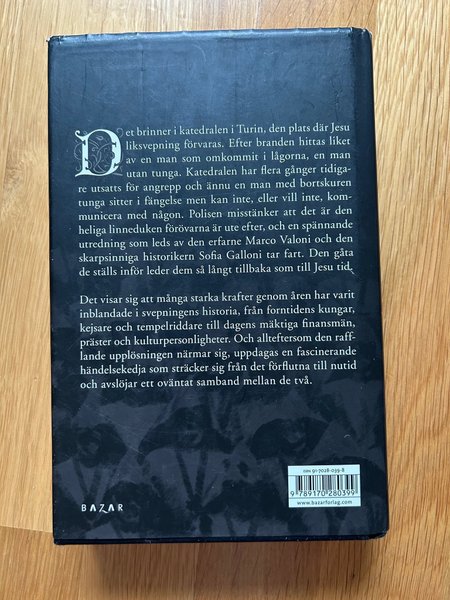 Det brinner i katedralen i Turin, den plats där Jesu
liksvepning förvaras. Efter branden hittas liket
av en man som omkommit i lågorna, en man
utan tunga. Katedralen har flera gånger tidiga-
re utsatts för angrepp och ännu en man med bortskuren
tunga sitter i fängelse men kan inte, eller vill inte, kom-
municera med någon. Polisen misstänker att det är den
heliga linneduken förövarna är ute efter, och en spännande
utredning som leds av den erfarne Marco Valoni och den
skarpsinniga historikern Sofia Galloni tar fart. Den gåta
de ställs inför leder dem så långt tillbaka som till Jesu tid.
Det visar sig att många starka krafter genom åren har varit
inblandade i svepningens historia, från forntidens kungar,
kejsare och tempelriddare till dagens mäktiga finansmän,
präster och kulturpersonligheter. Och allteftersom den raff-
lande upplösningen närmar sig, uppdagas en fascinerande
händelsekedja som sträcker sig från det förflutna till nutid
och avslöjar ett oväntat samband mellan de två.
BAZAR
ISBN 91-7028-039-8
9 789170 280399
www.bazarforlag.com